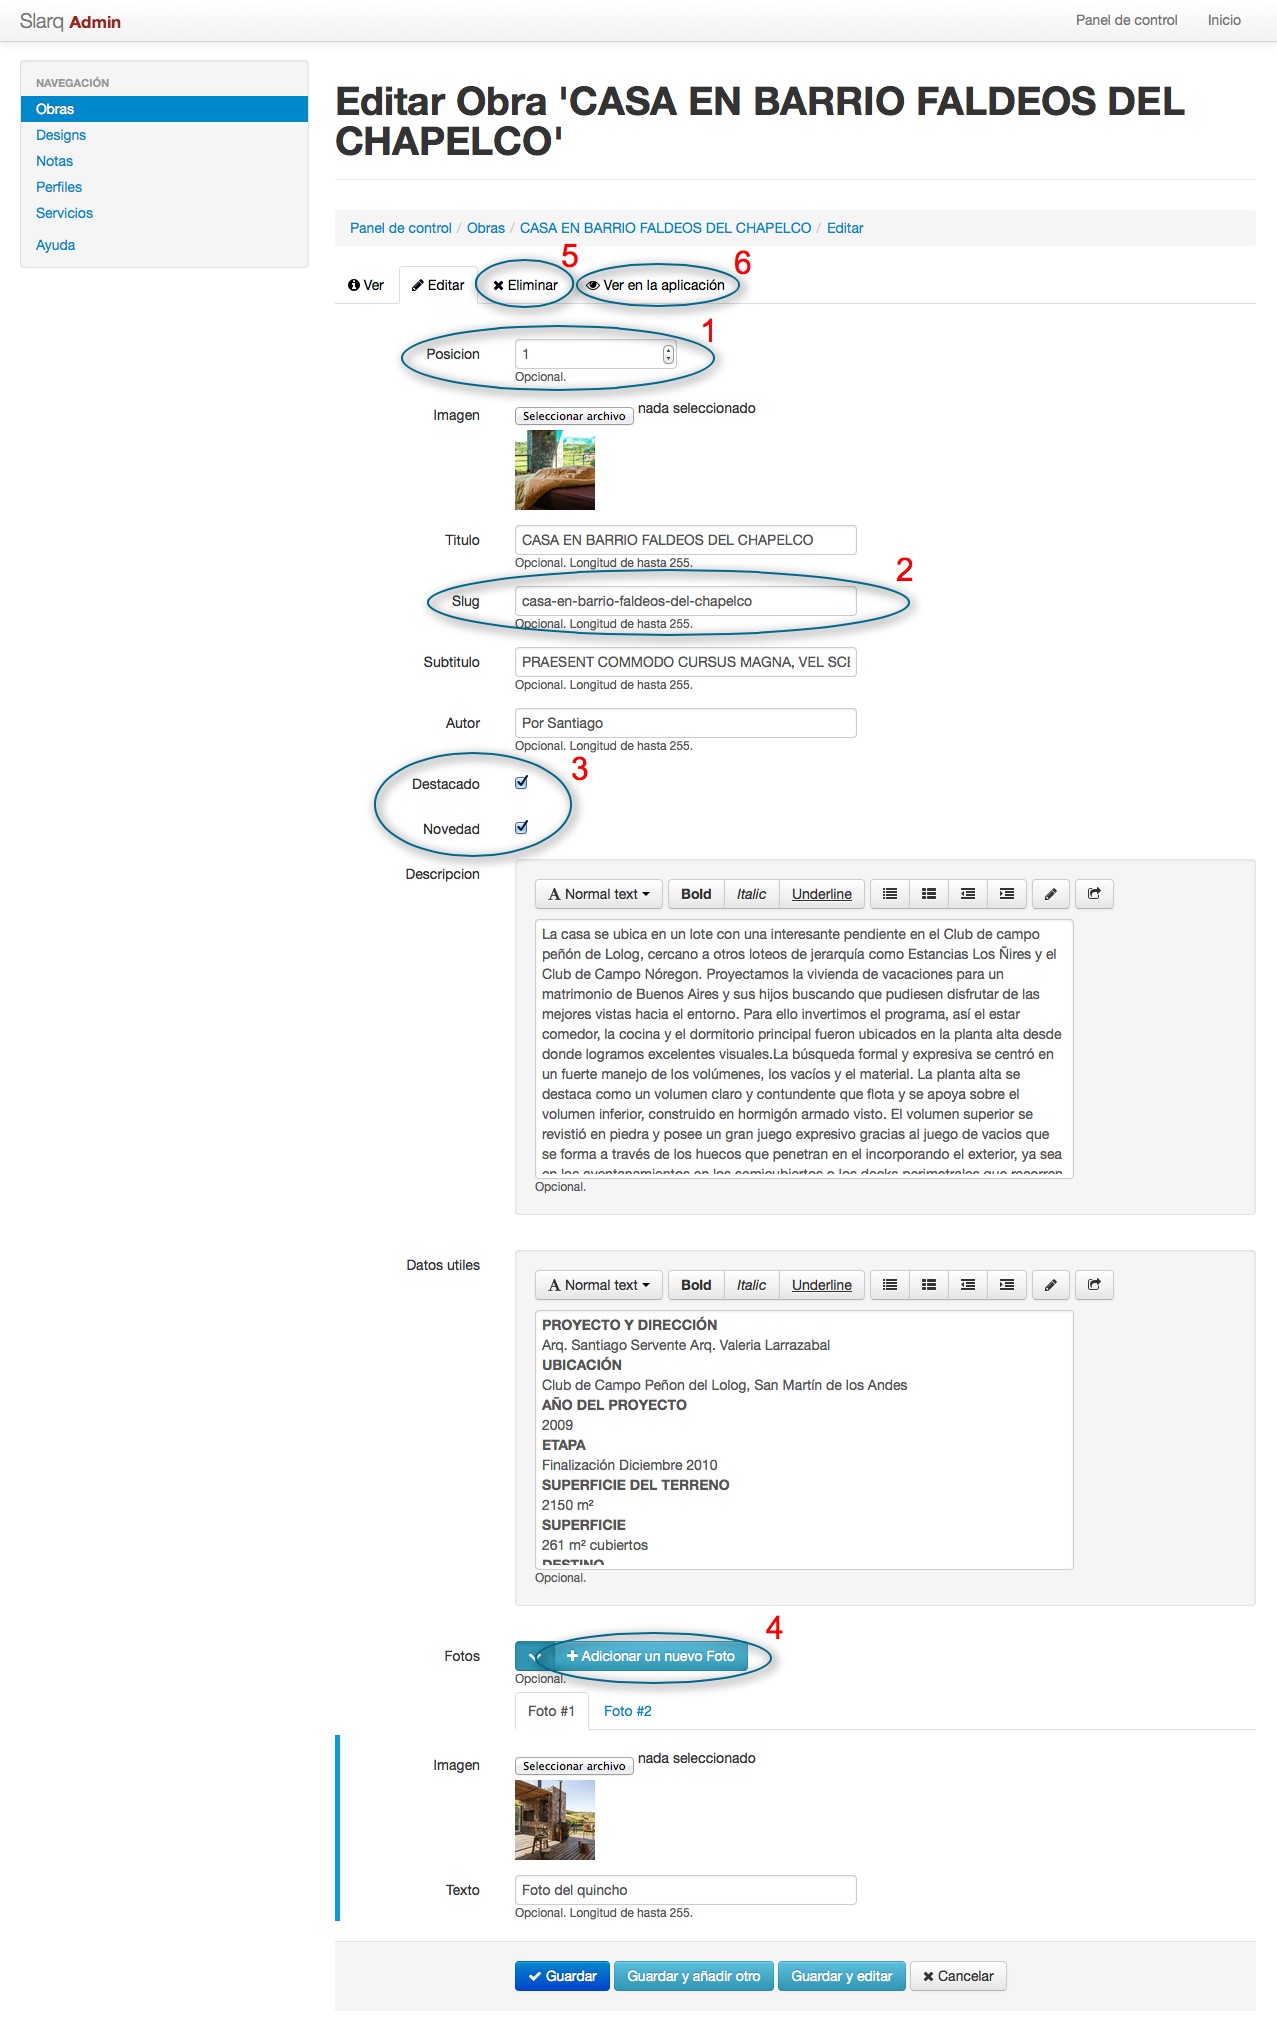 Slarq Admin
Panel de control Inicio
NAVEGACIÓN
Obras
Designs
Notas
Perfiles
Servicios
Ayuda
Editar Obra 'CASA EN BARRIO FALDEOS DEL
CHAPELCO'
Panel de control / Obras / CASA EN BARRIO FALDEOS DEL CHAPELCO / Editar
5
6
Ver Editar Eliminar Ver en la aplicación
1
Posicion 1
Opcional.
Imagen Seleccionar archivo nada seleccionado
Titulo CASA EN BARRIO FALDEOS DEL CHAPELCO
Opcional. Longitud de hasta 255.
2
Slug casa-en-barrio-faldeos-del-chapelco
Opcional. Longitud de hasta 255.
Subtitulo PRAESENT COMMODO CURSUS MAGNA, VEL SCE
Opcional. Longitud de hasta 255.
Autor Por Santiago
Opcional. Longitud de hasta 255.
3
Destacado
Novedad
Descripcion
A Normal text Bold Italic Underline
La casa se ubica en un lote con una interesante pendiente en el Club de campo
peñón de Lolog, cercano a otros loteos de jerarquía como Estancias Los Ñires y el
Club de Campo Nóregon. Proyectamos la vivienda de vacaciones para un
matrimonio de Buenos Aires y sus hijos buscando que pudiesen disfrutar de las
mejores vistas hacia el entorno. Para ello invertimos el programa, así el estar
comedor, la cocina y el dormitorio principal fueron ubicados en la planta alta desde
donde logramos excelentes visuales.La búsqueda formal y expresiva se centró en
un fuerte manejo de los volúmenes, los vacíos y el material. La planta alta se
destaca como un volumen claro y contundente que flota y se apoya sobre el
volumen inferior, construido en hormigón armado visto. El volumen superior se
revistió en piedra y posee un gran juego expresivo gracias al juego de vacios que
se forma a través de los huecos que penetran en el incorporando el exterior, ya sea
en los aventanamientos en los semicubiertos o los decks perimetrales que recorren
Opcional.
Datos utiles
A Normal text Bold Italic Underline
PROYECTO Y DIRECCIÓN
Arq. Santiago Servente Arq. Valeria Larrazabal
UBICACIÓN
Club de Campo Peñon del Lolog, San Martín de los Andes
AÑO DEL PROYECTO
2009
ETAPA
Finalización Diciembre 2010
SUPERFICIE DEL TERRENO
2150 m²
SUPERFICIE
261 m² cubiertos
DESTINO
Opcional.
4
Fotos Adicionar un nuevo Foto
Opcional.
Foto #1 Foto #2
Imagen Seleccionar archivo nada seleccionado
Texto Foto del quincho
Opcional. Longitud de hasta 255.
Guardar Guardar y añadir otro Guardar y editar Cancelar